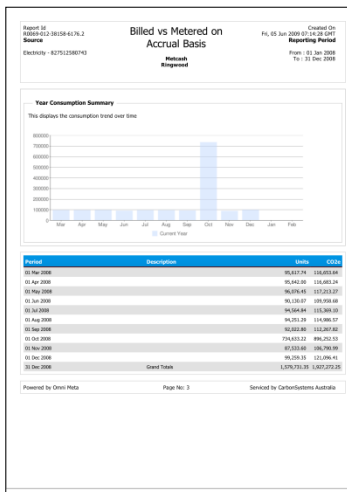 Report Id
R0069-012-38158-6176.2
Source
Electricity - 827512580743
Billed vs Metered on
Accrual Basis
Metcash
Ringwood
Created On
Fri, 05 Jun 2009 07:14:28 GMT
Reporting Period
From : 01 Jan 2008
To : 31 Dec 2008
Year Consumption Summary
This displays the consumption trend over time
800000
700000
600000
500000
400000
300000
200000
100000
0
Mar Apr May Jun Jul Aug Sep Oct Nov Dec Jan Feb
Current Year
Period Description Units CO2e
01 Mar 2008 95,617.74 116,653.64
01 Apr 2008 95,642.00 116,683.24
01 May 2008 96,076.45 117,213.27
01 Jun 2008 90,130.07 109,958.68
01 Jul 2008 94,564.84 115,369.10
01 Aug 2008 94,251.20 114,986.57
01 Sep 2008 92,022.80 112,267.82
01 Oct 2008 734,633.22 896,252.53
01 Nov 2008 87,533.60 106,790.99
01 Dec 2008 99,259.35 121,096.41
31 Dec 2008 Grand Totals 1,579,731.35 1,927,272.25
Powered by Omni Meta Page No: 3 Serviced by CarbonSystems Australia